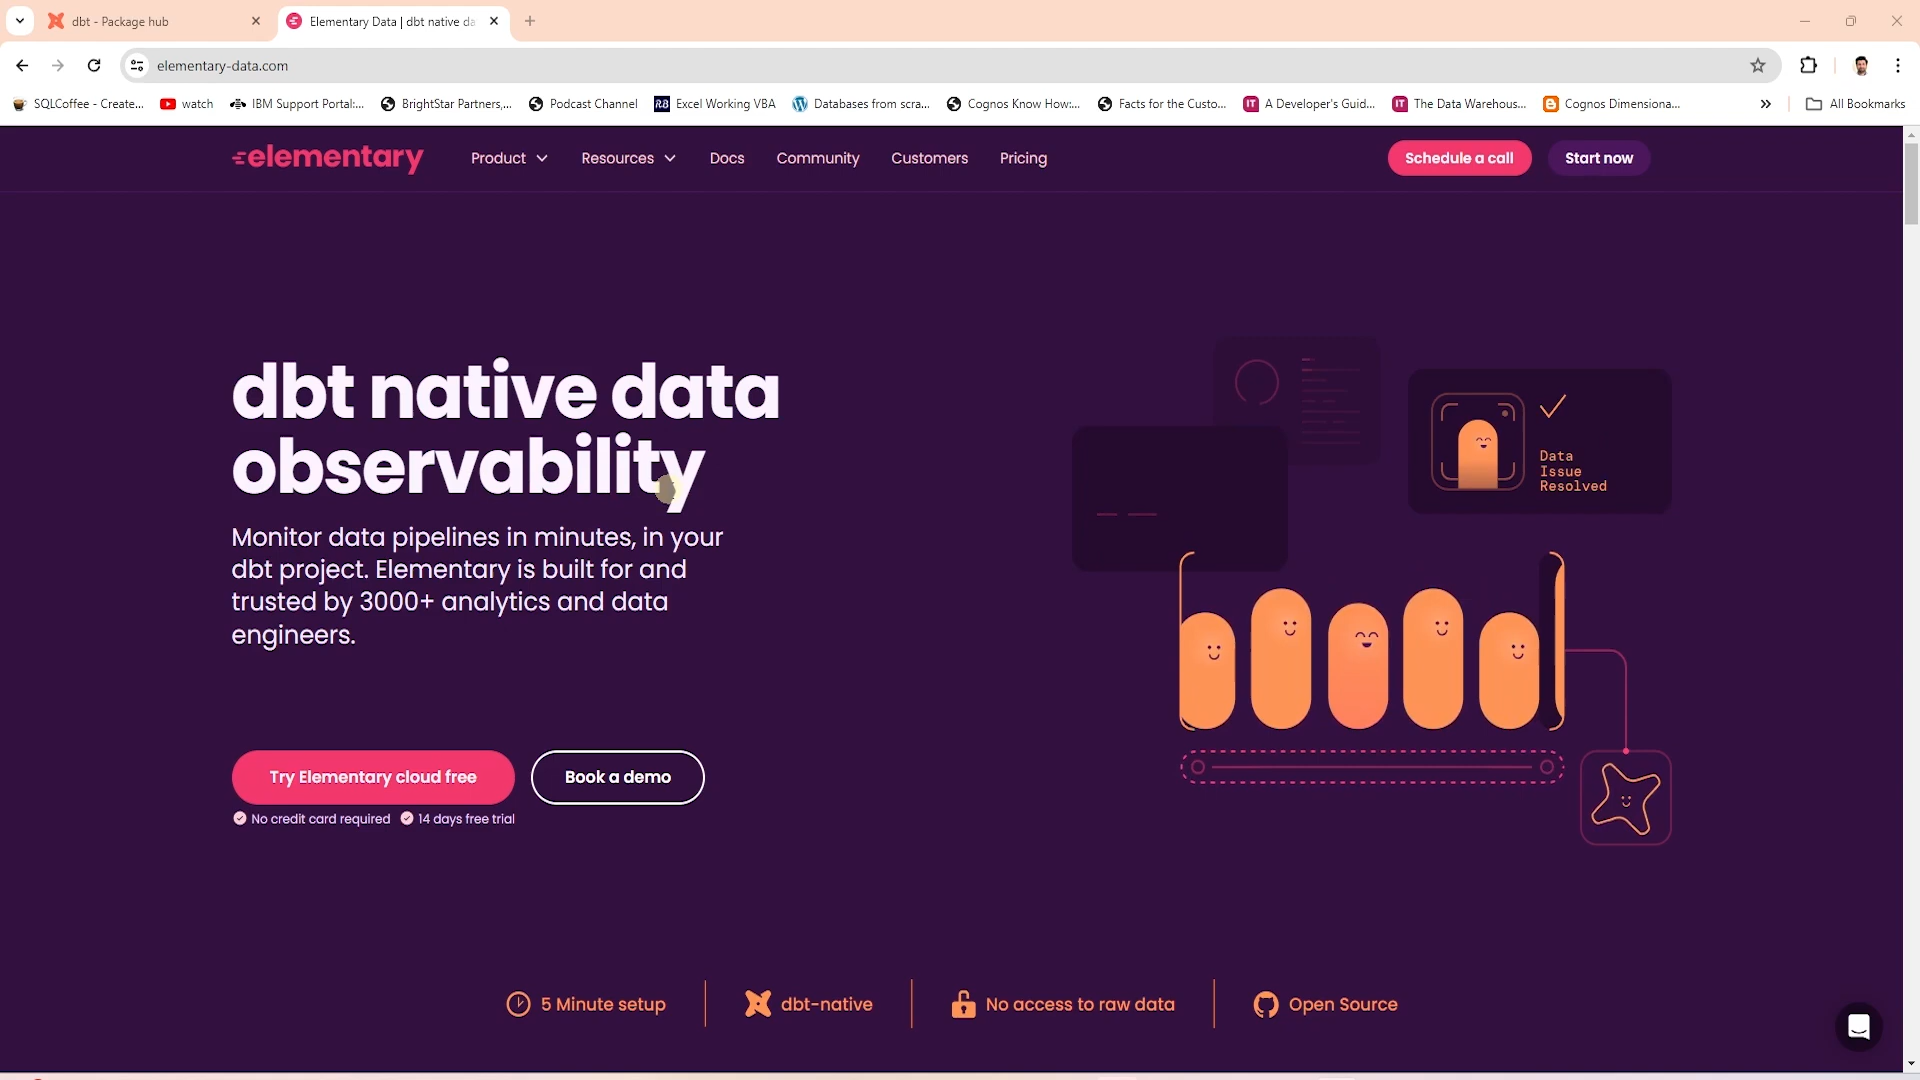 dbt - Package hub
Elementary Data | dbt native da
elementary-data.com
SQLCoffee - Create...
watch
IBM Support Portal:...
BrightStar Partners,...
Podcast Channel
Excel Working VBA
Databases from scra...
Cognos Know How:...
Facts for the Custo...
A Developer's Guid...
The Data Warehous...
Cognos Dimensiona...
All Bookmarks
elementary
Product
Resources
Docs
Community
Customers
Pricing
Schedule a call
Start now
dbt native data
observability
Monitor data pipelines in minutes, in your
dbt project. Elementary is built for and
trusted by 3000+ analytics and data
engineers.
Data
Issue
Resolved
Try Elementary cloud free
Book a demo
No credit card required
14 days free trial
5 Minute setup
dbt-native
No access to raw data
Open Source